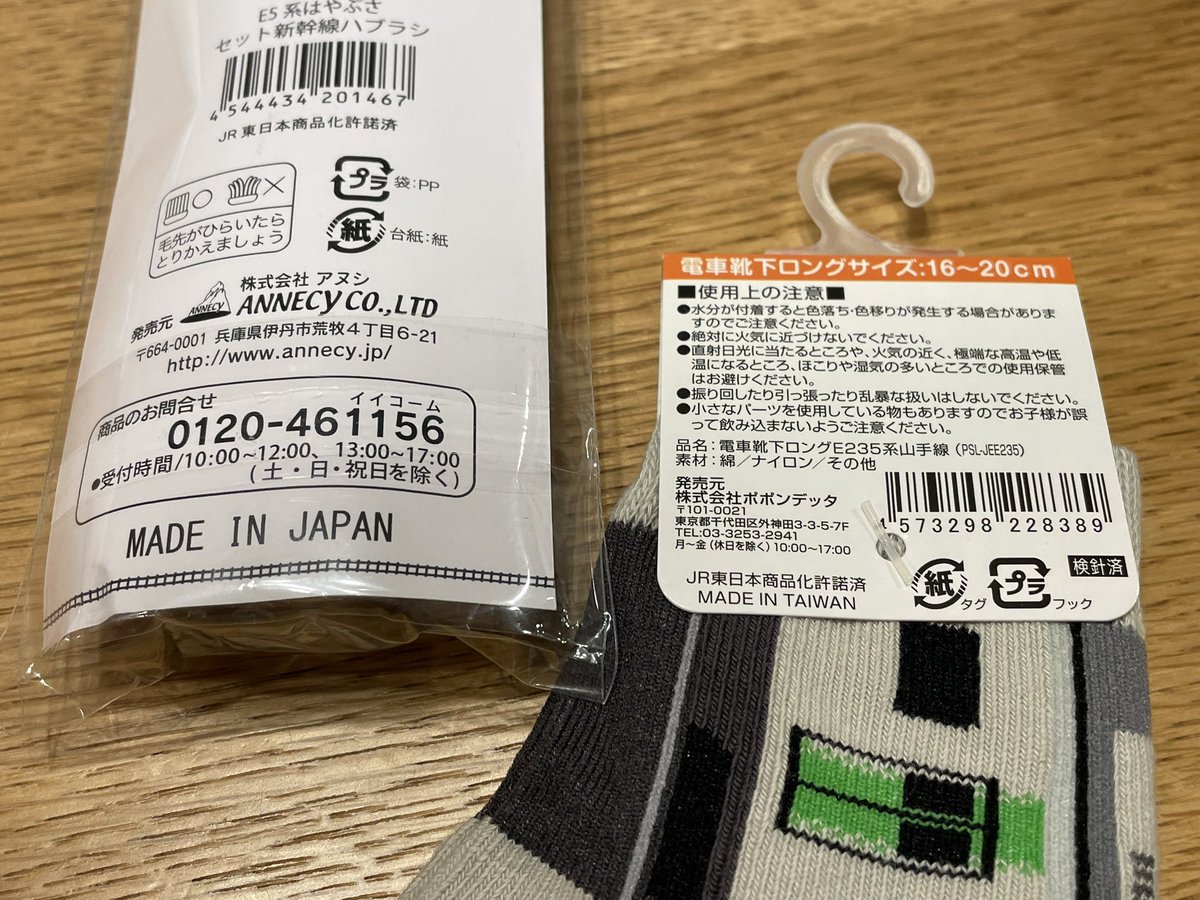 E5系はやぶさ
セット新幹線ハブラシ
4 544434 201467
JR東日本商品化許諾済
毛先がひらいたら
とりかえましょう
プラ 袋:PP
紙 台紙:紙
発売元
ANNECY
株式会社 アヌシ
ANNECY CO.,LTD
〒664-0001 兵庫県伊丹市荒牧4丁目6-21
http://www.annecy.jp/
商品のお問合せ
イイコーム
0120-461156
●受付時間/10:00~12:00、13:00~17:00
(土・日・祝日を除く)
MADE IN JAPAN
電車靴下ロングサイズ:16~20cm
■使用上の注意■
●水分が付着すると色落ち・色移りが発生する場合がありま
すのでご注意ください。
●絶対に火気に近づけないでください。
●直射日光に当たるところや、火気の近く、極端な高温や低
温になるところ、ほこりや湿気の多いところでの使用保管
はお避けください。
●振り回したり引っ張ったり乱暴な扱いはしないでください。
●小さなパーツを使用している物もありますのでお子様が誤
って飲み込まないようご注意ください。
品名:電車靴下ロングE235系山手線(PSL-JEE235)
素材:綿/ナイロン/その他
発売元
株式会社ポポンデッタ
〒101-0021
東京都千代田区外神田3-3-5-7F
TEL:03-3253-2941
月~金(休日を除く)10:00~17:00
4 573298 228389
JR東日本商品化許諾済
MADE IN TAIWAN
紙 タグ
プラ フック
検針済